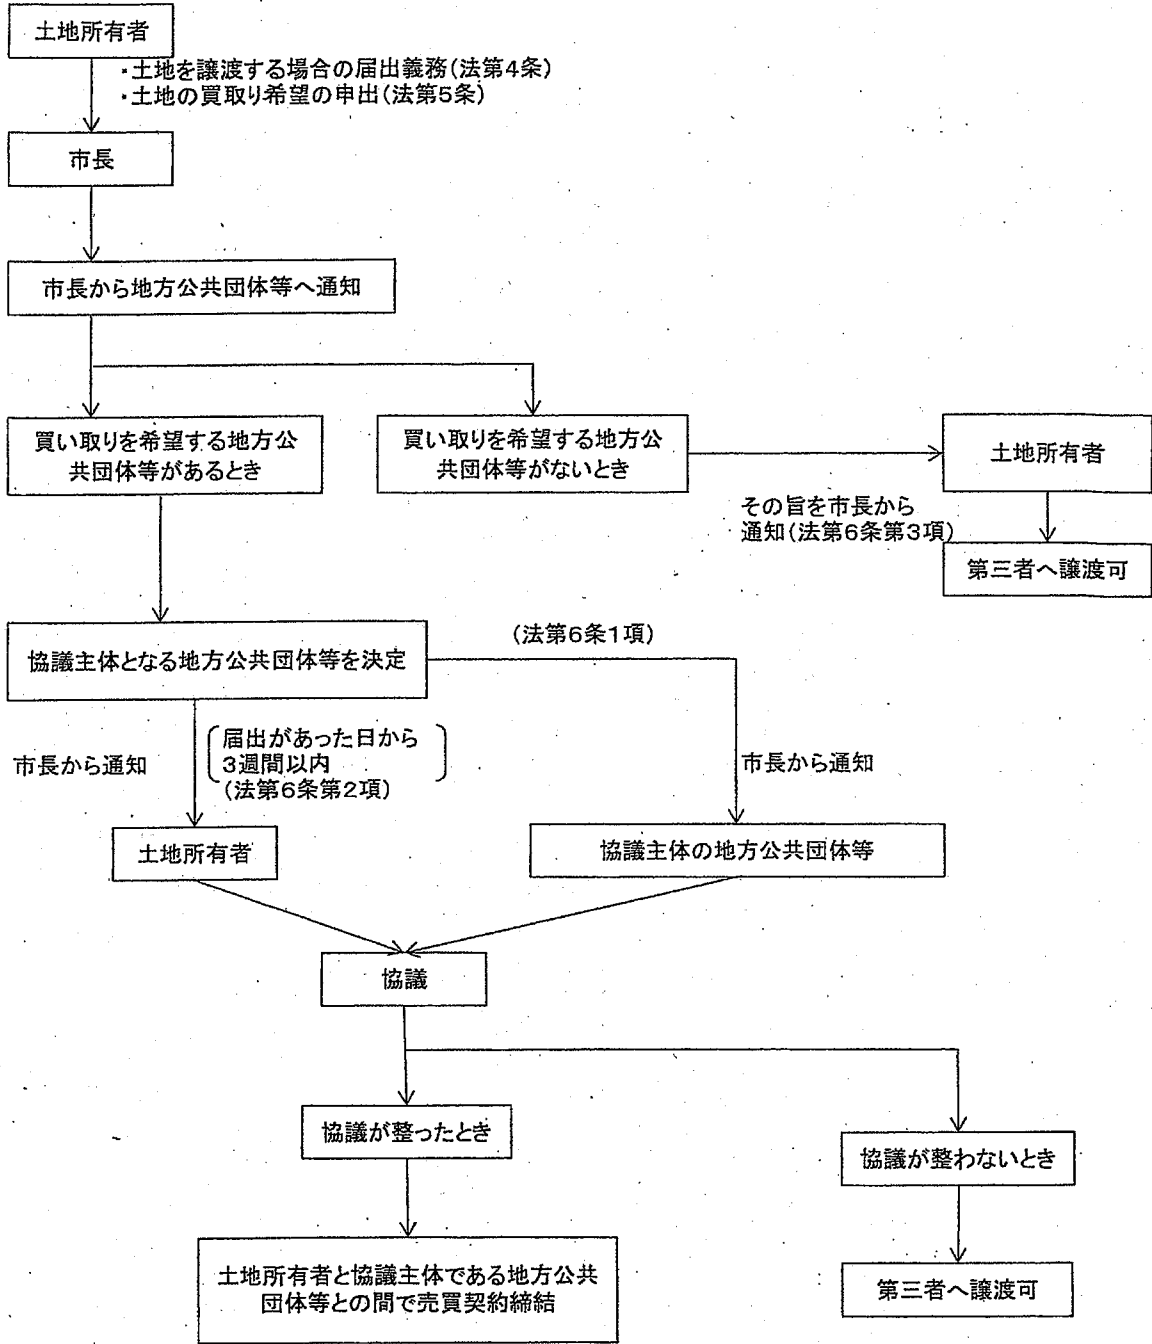 土地所有者
・土地を譲渡する場合の届出義務(法第4条)
・土地の買取り希望の申出(法第5条)
市長
市長から地方公共団体等へ通知
買い取りを希望する地方公
共団体等があるとき
買い取りを希望する地方公
共団体等がないとき
土地所有者
その旨を市長から
通知(法第6条第3項)
第三者へ譲渡可
協議主体となる地方公共団体等を決定
(法第6条1項)
市長から通知
届出があった日から
3週間以内
(法第6条第2項)
市長から通知
土地所有者
協議主体の地方公共団体等
協議
協議が整ったとき
協議が整わないとき
土地所有者と協議主体である地方公共
団体等との間で売買契約締結
第三者へ譲渡可